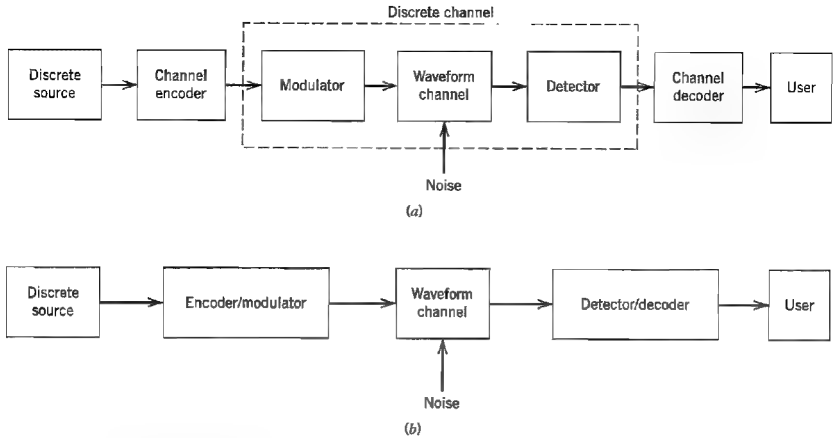 Discrete channel
Discrete
source
Channel
encoder
Modulator
Waveform
channel
Detector
Channel
decoder
User
Noise
(a)
Discrete
source
Encoder/modulator
Waveform
channel
Detector/decoder
User
Noise
(b)